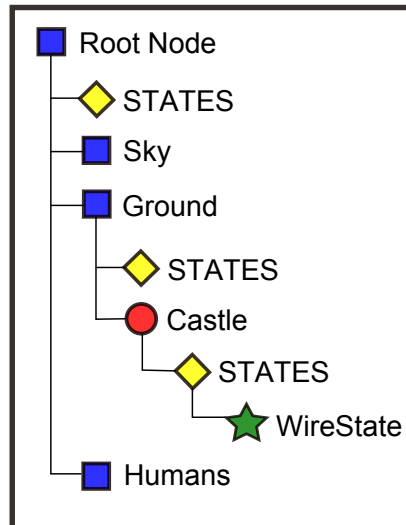 Root Node
STATES
Sky
Ground
STATES
Castle
STATES
WireState
Humans